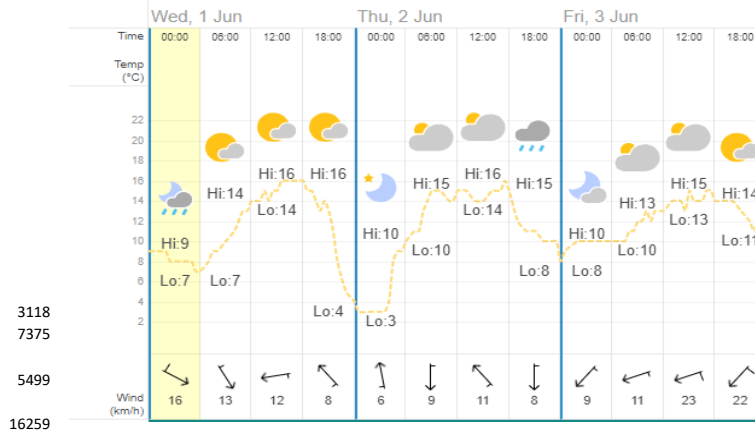 Wed, 1 Jun Thu, 2 Jun Fri, 3 Jun
Time 00:00 06:00 12:00 18:00 00:00 06:00 12:00 18:00 00:00 06:00 12:00 18:00
Temp
(°C)
22
20
18
16
14
12
10
8
6
4
2
Hi:9 Hi:14 Hi:16 Hi:16 Hi:10 Hi:15 Hi:16 Hi:15 Hi:10 Hi:13 Hi:15 Hi:14
Lo:7 Lo:7 Lo:14 Lo:4 Lo:3 Lo:10 Lo:14 Lo:8 Lo:8 Lo:10 Lo:13 Lo:11
3118
7375
5499
16259
Wind
(km/h)
16 13 12 8 6 9 11 8 9 11 23 22